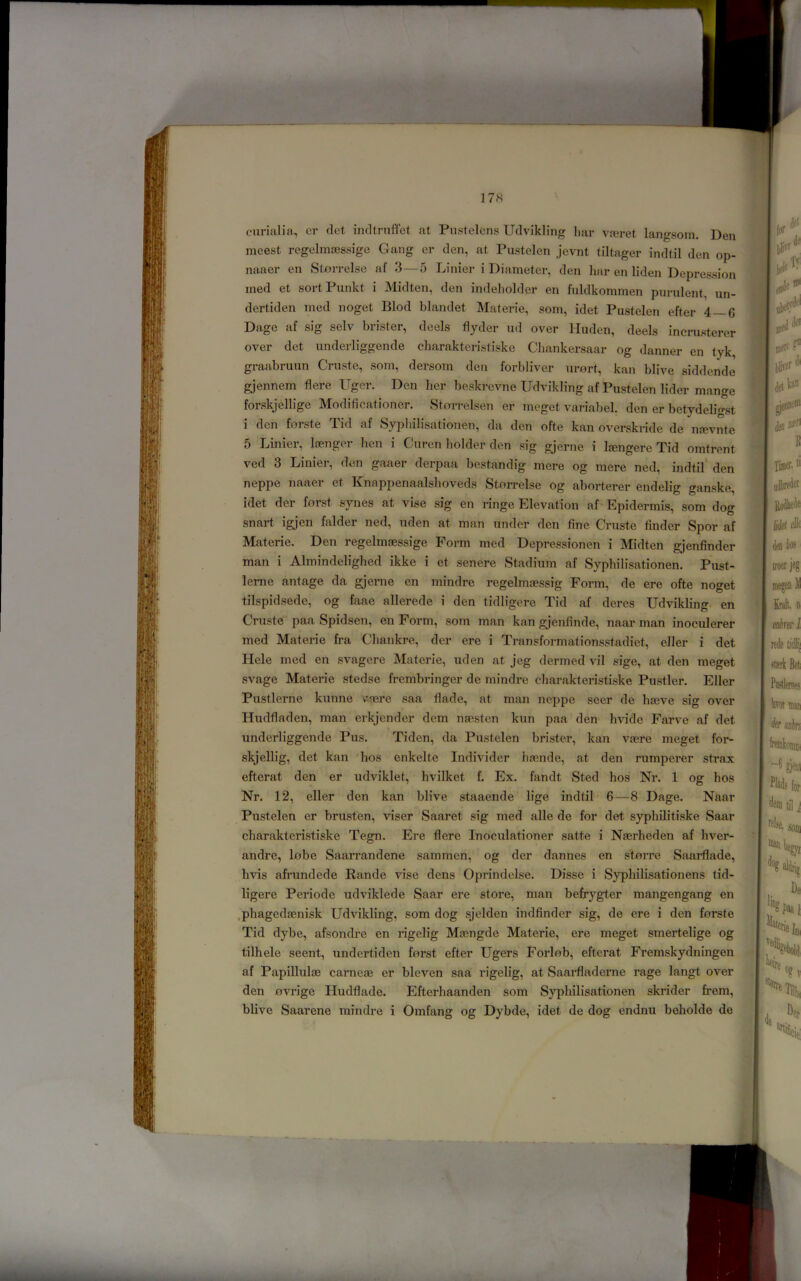 178
curialia, er det indtruffet at Pustelens Udvikling har været langsom. Den
meest regelmæssige Gang er den, at Pustelen jevnt tiltager indtil den op-
naaer en Størrelse af 3—5 Linier i Diameter, den har en liden Depression
med et sort Punkt i Midten, den indeholder en fuldkommen purulent, un-
dertiden med noget Blod blandet Materie, som, idet Pustelen efter 4—6
Dage af sig selv brister, deels flyder ud over Huden, deels incrusterer
over det underliggende charakteristiske Chankersaar og danner en tyk,
graabruun Cruste, som, dersom den forbliver urørt, kan blive siddende
gjennem flere Uger. Den her beskrevne Udvikling af Pustelen lider mange
forskjellige Modificationer. Størrelsen er meget variabel, den er betydeligst
i den første Tid af Syphilisationen, da den ofte kan overskride de nævnte
5 Linier, længer hen i Curen holder den sig gjerne i længere Tid omtrent
ved 3 Linier, den gaaer derpaa bestandig mere og mere ned, indtil den
neppe naaer et Knappenaalshoveds Størrelse og aborterer endelig ganske,
idet der først synes at vise sig en ringe Elevation af Epidermis, som dog
snart igjen falder ned, uden at man under den fine Cruste finder Spor af
Materie. Den regelmæssige Form med Depressionen i Midten gjenfinder
man i Almindelighed ikke i et senere Stadium af Syphilisationen. Pust-
lerne antage da gjerne en mindre regelmæssig Form, de ere ofte noget
tilspidsede, og faae allerede i den tidligere Tid af deres Udvikling en
Cruste paa Spidsen, en Form, som man kan gjenfinde, naar man inoculerer
med Materie fra Chankre, der ere i Transformationsstadiet, eller i det
Hele med en svagere Materie, uden at jeg dermed vil sige, at den meget
svage Materie stedse frembringer de mindre charakteristiske Pustler. Eller
Pustlerne kunne være saa flade, at man neppe seer de hæve sig over
Hudfladen, man erkjender dem næsten kun paa den hvide Farve af det
underliggende Pus. Tiden, da Pustelen brister, kan være meget for-
skjellig, det kan hos enkelte Individer hænde, at den rumperer strax
efterat den er udviklet, hvilket f. Ex. fandt Sted hos Nr. 1 og hos
Nr. 12, eller den kan blive staaende lige indtil 6—8 Dage. Naar
Pustelen er brusten, viser Saaret sig med alle de for det syphilitiske Saar
charakteristiske Tegn. Ere flere Inoculationer satte i Nærheden af hver-
andre, løbe Saarrandene sammen, og der dannes en større Saarflade,
hvis afrundede Rande vise dens Oprindelse. Disse i Syphilisationens tid-
ligere Periode udviklede Saar ere store, man befrygter mangengang en
phagedænisk Udvikling, som dog sjelden indfinder sig, de ere i den første
Tid dybe, afsondre en rigelig Mængde Materie, ere meget smertelige og
tilhele seent, undertiden først efter Ugers Forløb, efterat Fremskydningen
af Papillulæ carneæ er bleven saa rigelig, at Saarfladerne rage langt over
den øvrige Hudflade. Efterhaanden som Syphilisationen skrider frem,
blive Saarene mindre i Omfang og Dybde, idet de dog endnu beholde de